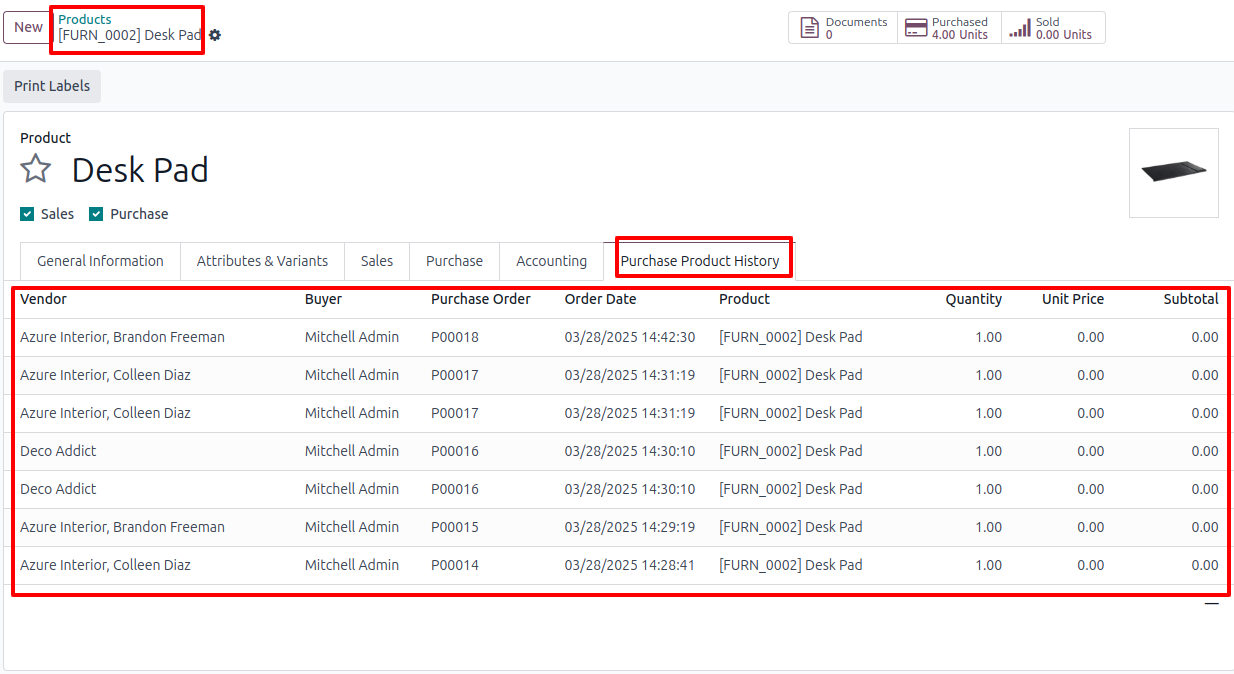 New
Products
[FURN_0002] Desk Pad
Documents
0
Purchased
4.00 Units
Sold
0.00 Units
Print Labels
Product
Desk Pad
Sales Purchase
General Information Attributes & Variants Sales Purchase Accounting Purchase Product History
Vendor Buyer Purchase Order Order Date Product Quantity Unit Price Subtotal
Azure Interior, Brandon Freeman Mitchell Admin P00018 03/28/2025 14:42:30 [FURN_0002] Desk Pad 1.00 0.00 0.00
Azure Interior, Colleen Diaz Mitchell Admin P00017 03/28/2025 14:31:19 [FURN_0002] Desk Pad 1.00 0.00 0.00
Azure Interior, Colleen Diaz Mitchell Admin P00017 03/28/2025 14:31:19 [FURN_0002] Desk Pad 1.00 0.00 0.00
Deco Addict Mitchell Admin P00016 03/28/2025 14:30:10 [FURN_0002] Desk Pad 1.00 0.00 0.00
Deco Addict Mitchell Admin P00016 03/28/2025 14:30:10 [FURN_0002] Desk Pad 1.00 0.00 0.00
Azure Interior, Brandon Freeman Mitchell Admin P00015 03/28/2025 14:29:19 [FURN_0002] Desk Pad 1.00 0.00 0.00
Azure Interior, Colleen Diaz Mitchell Admin P00014 03/28/2025 14:28:41 [FURN_0002] Desk Pad 1.00 0.00 0.00